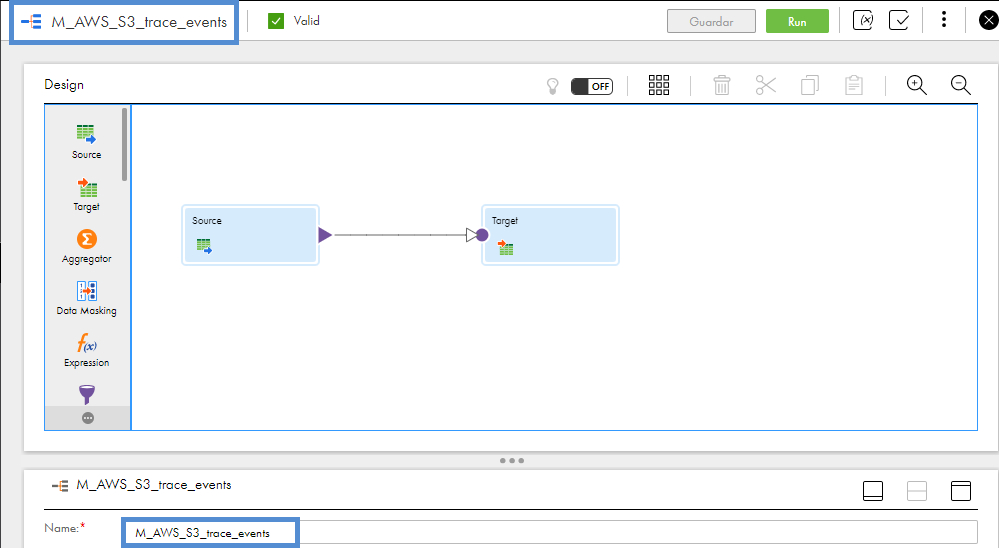 M_AWS_S3_trace_events
Valid
Guardar
Run
(x)
Design
OFF
Source
Target
Aggregator
Data Masking
f(x)
Expression
Source
Target
M_AWS_S3_trace_events
Name:*
M_AWS_S3_trace_events